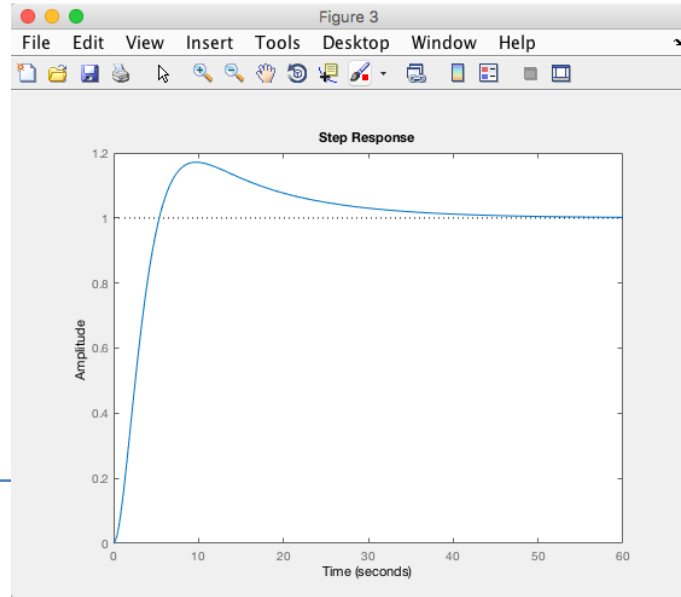 Figure 3
File Edit View Insert Tools Desktop Window Help
Step Response
1.2
1
0.8
0.6
0.4
0.2
0
Amplitude
0 10 20 30 40 50 60
Time (seconds)